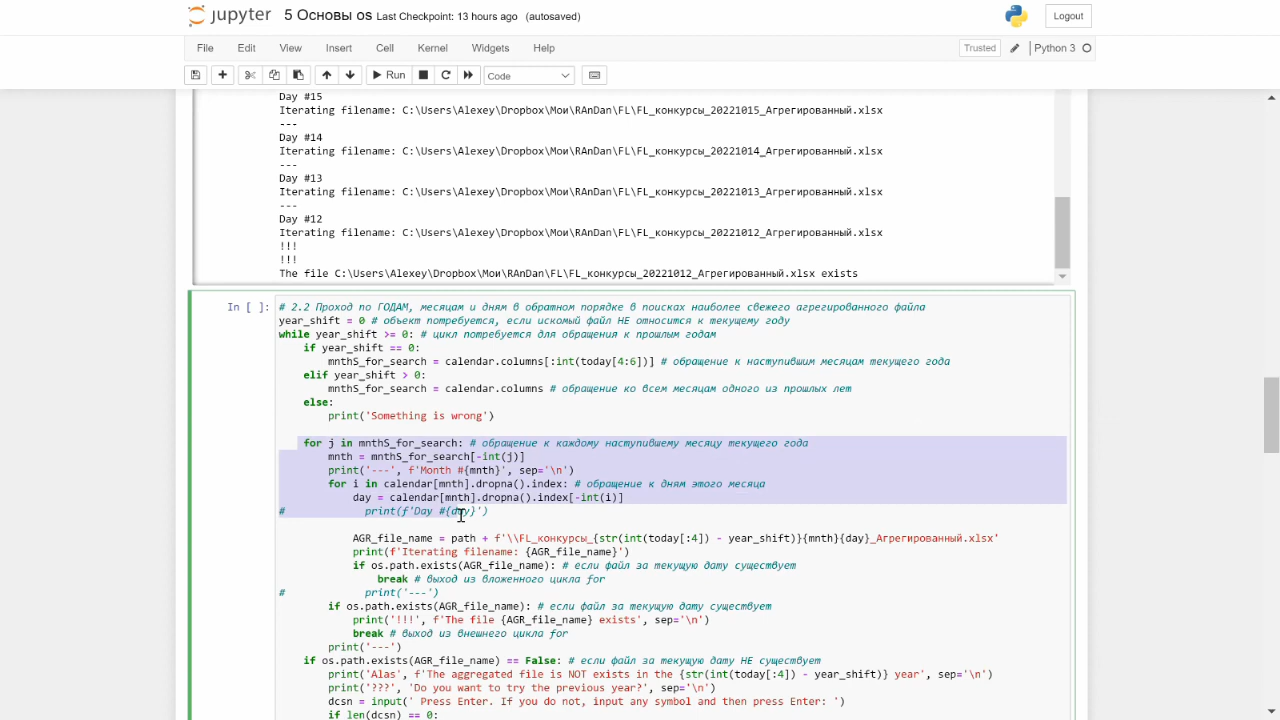 jupyter 5 Основы os Last Checkpoint: 13 hours ago (autosaved) Logout
File Edit View Insert Cell Kernel Widgets Help Trusted Python 3
Run Code
Day #15
Iterating filename: C:\Users\Alexey\Dropbox\Мои\RAnDan\FL\FL_конкурсы_20221015_Агрегированный.xlsx
---
Day #14
Iterating filename: C:\Users\Alexey\Dropbox\Мои\RAnDan\FL\FL_конкурсы_20221014_Агрегированный.xlsx
---
Day #13
Iterating filename: C:\Users\Alexey\Dropbox\Мои\RAnDan\FL\FL_конкурсы_20221013_Агрегированный.xlsx
---
Day #12
Iterating filename: C:\Users\Alexey\Dropbox\Мои\RAnDan\FL\FL_конкурсы_20221012_Агрегированный.xlsx
!!!
!!!
The file C:\Users\Alexey\Dropbox\Мои\RAnDan\FL\FL_конкурсы_20221012_Агрегированный.xlsx exists
In [ ]: # 2.2 Проход по ГОДАМ, месяцам и дням в обратном порядке в поисках наиболее свежего агрегированного файла
year_shift = 0 # объект потребуется, если искомый файл НЕ относится к текущему году
while year_shift >= 0: # цикл потребуется для обращения к прошлым годам
    if year_shift == 0:
        mnthS_for_search = calendar.columns[:int(today[4:6])] # обращение к наступившим месяцам текущего года
    elif year_shift > 0:
        mnthS_for_search = calendar.columns # обращение ко всем месяцам одного из прошлых лет
    else:
        print('Something is wrong')
    for j in mnthS_for_search: # обращение к каждому наступившему месяцу текущего года
        mnth = mnthS_for_search[-int(j)]
        print('---', f'Month #{mnth}', sep='\n')
        for i in calendar[mnth].dropna().index: # обращение к дням этого месяца
            day = calendar[mnth].dropna().index[-int(i)]
#             print(f'Day #{day}')
            AGR_file_name = path + f'\\FL_конкурсы_{str(int(today[:4]) - year_shift)}{mnth}{day}_Агрегированный.xlsx'
            print(f'Iterating filename: {AGR_file_name}')
            if os.path.exists(AGR_file_name): # если файл за текущую дату существует
                break # выход из вложенного цикла for
#             print('---')
        if os.path.exists(AGR_file_name): # если файл за текущую дату существует
            print('!!!', f'The file {AGR_file_name} exists', sep='\n')
            break # выход из внешнего цикла for
        print('---')
    if os.path.exists(AGR_file_name) == False: # если файл за текущую дату НЕ существует
        print('Alas', f'The aggregated file is NOT exists in the {str(int(today[:4]) - year_shift)} year', sep='\n')
        print('???', 'Do you want to try the previous year?', sep='\n')
        dcsn = input(' Press Enter. If you do not, input any symbol and then press Enter: ')
        if len(dcsn) == 0: